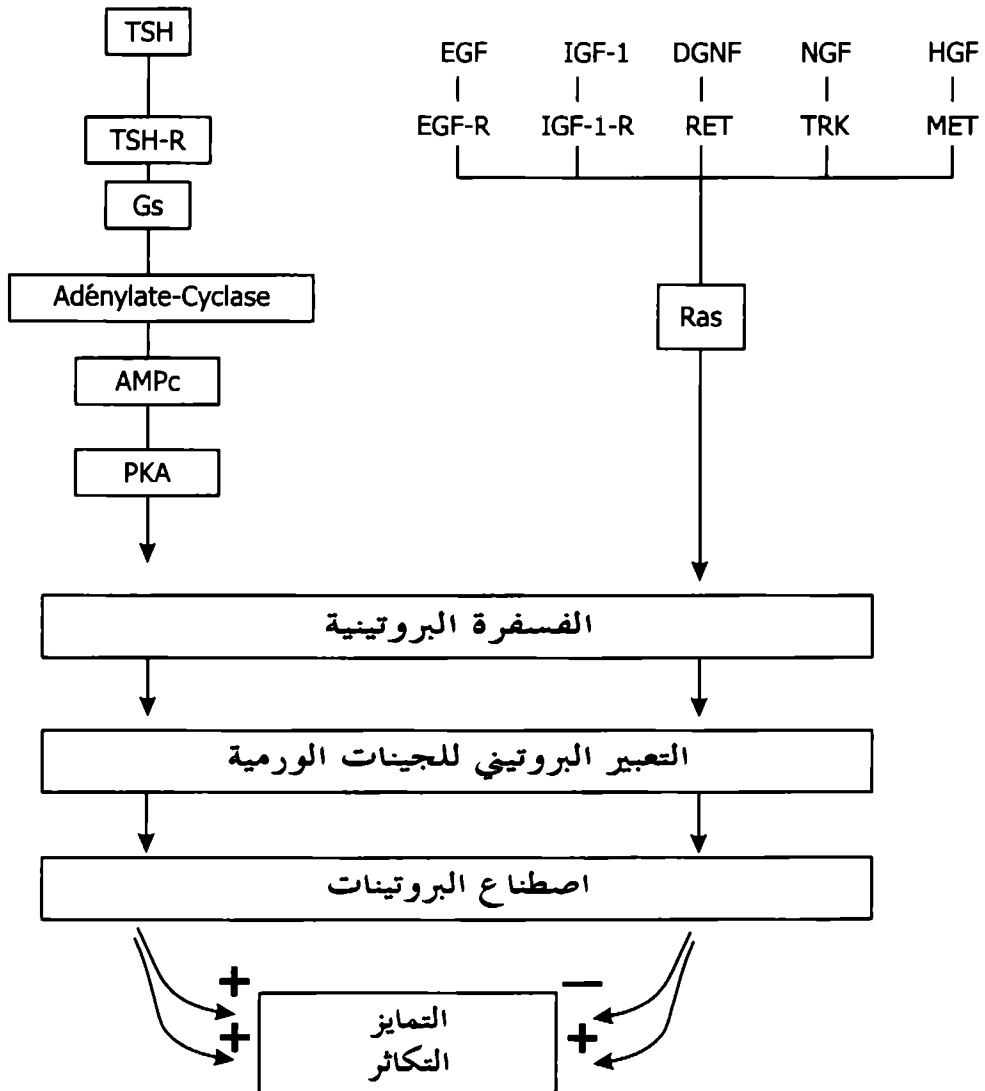 TSH
EGF IGF-1 DGNF NGF HGF
EGF-R IGF-1-R RET TRK MET
TSH-R
Gs
Adénylate-Cyclase
Ras
AMPc
PKA
الفسفرة البروتينية
التعبير البروتيني للجينات الورمية
اصطناع البروتينات
+ −
التمايز
+ +
التكاثر